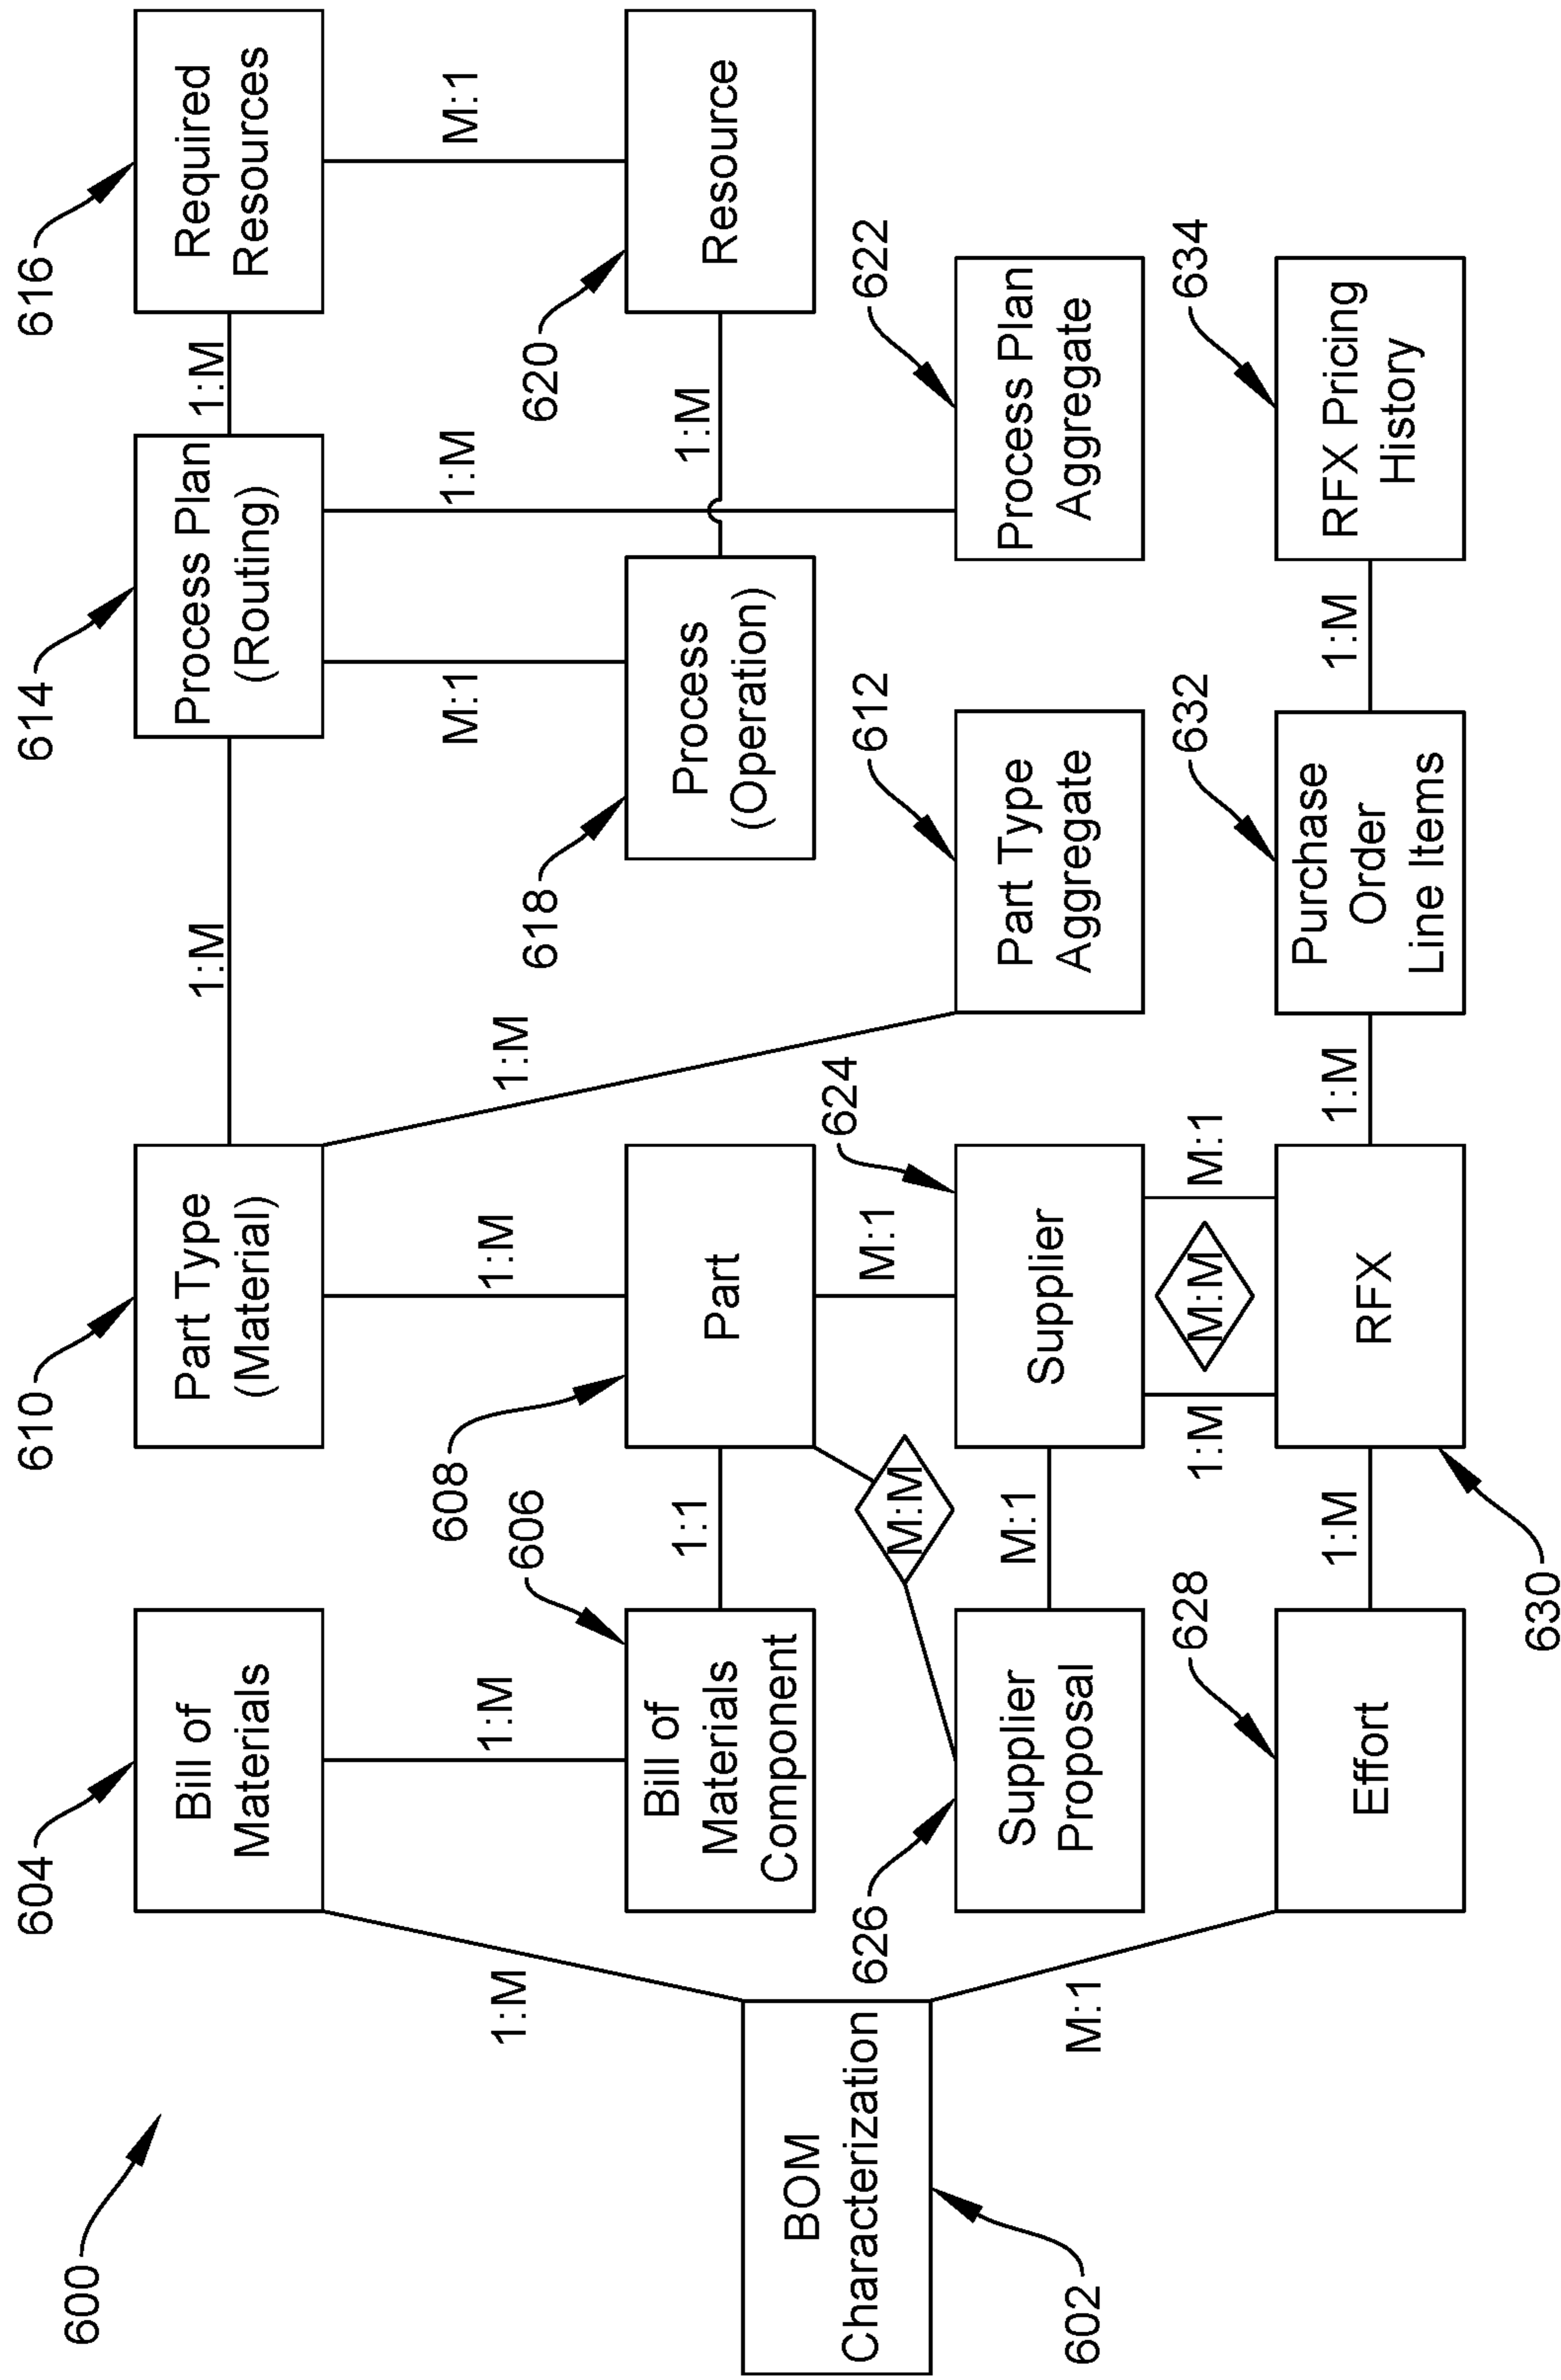 600
604
610
614
616
Bill of
Materials
Part Type
(Material)
1:M
Process Plan
(Routing)
1:M
Required
Resources
1:M
1:M
1:M
1:M
M:1
1:M
M:1
606
608
618
620
BOM
Characterization
602
Bill of
Materials
Component
1:1
Part
Process
(Operation)
1:M
Resource
M:M
M:1
626
624
612
622
M:1
Supplier
Proposal
M:1
Supplier
Part Type
Aggregate
Process Plan
Aggregate
628
1:M
M:M
M:1
632
634
Effort
1:M
RFX
1:M
Purchase
Order
Line Items
1:M
RFX Pricing
History
630